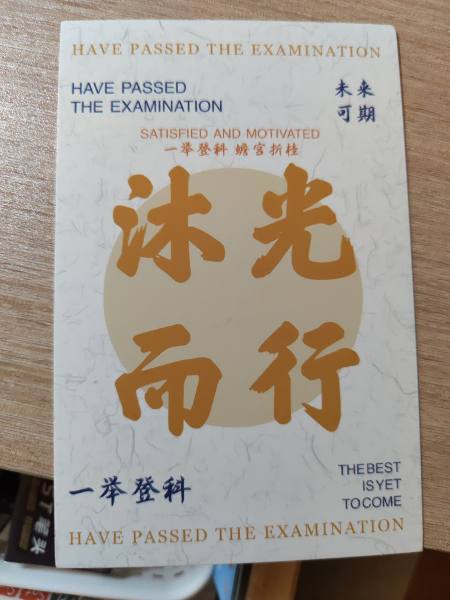 HAVE PASSED THE EXAMINATION
HAVE PASSED
THE EXAMINATION
未来
可期
SATISFIED AND MOTIVATED
一举登科 蟾宫折桂
沐光
而行
一举登科
THE BEST
IS YET
TO COME
HAVE PASSED THE EXAMINATION